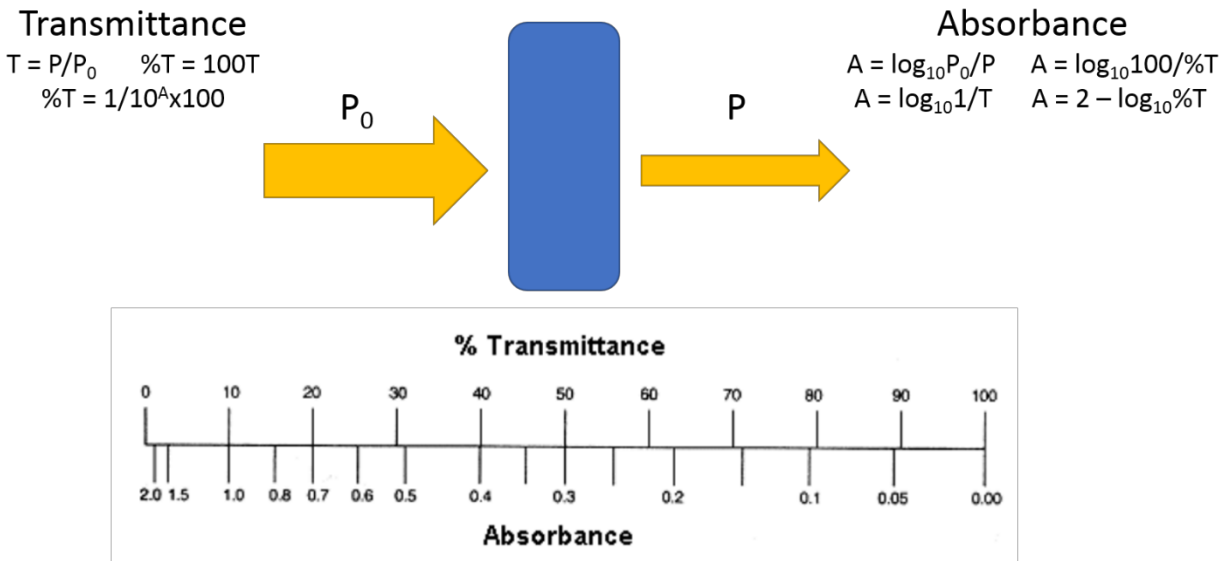 Transmittance
T = P/P₀ %T = 100T
%T = 1/10ᴬx100
P₀
P
Absorbance
A = log₁₀P₀/P A = log₁₀100/%T
A = log₁₀1/T A = 2 – log₁₀%T
% Transmittance
0 10 20 30 40 50 60 70 80 90 100
2.0 1.5 1.0 0.8 0.7 0.6 0.5 0.4 0.3 0.2 0.1 0.05 0.00
Absorbance